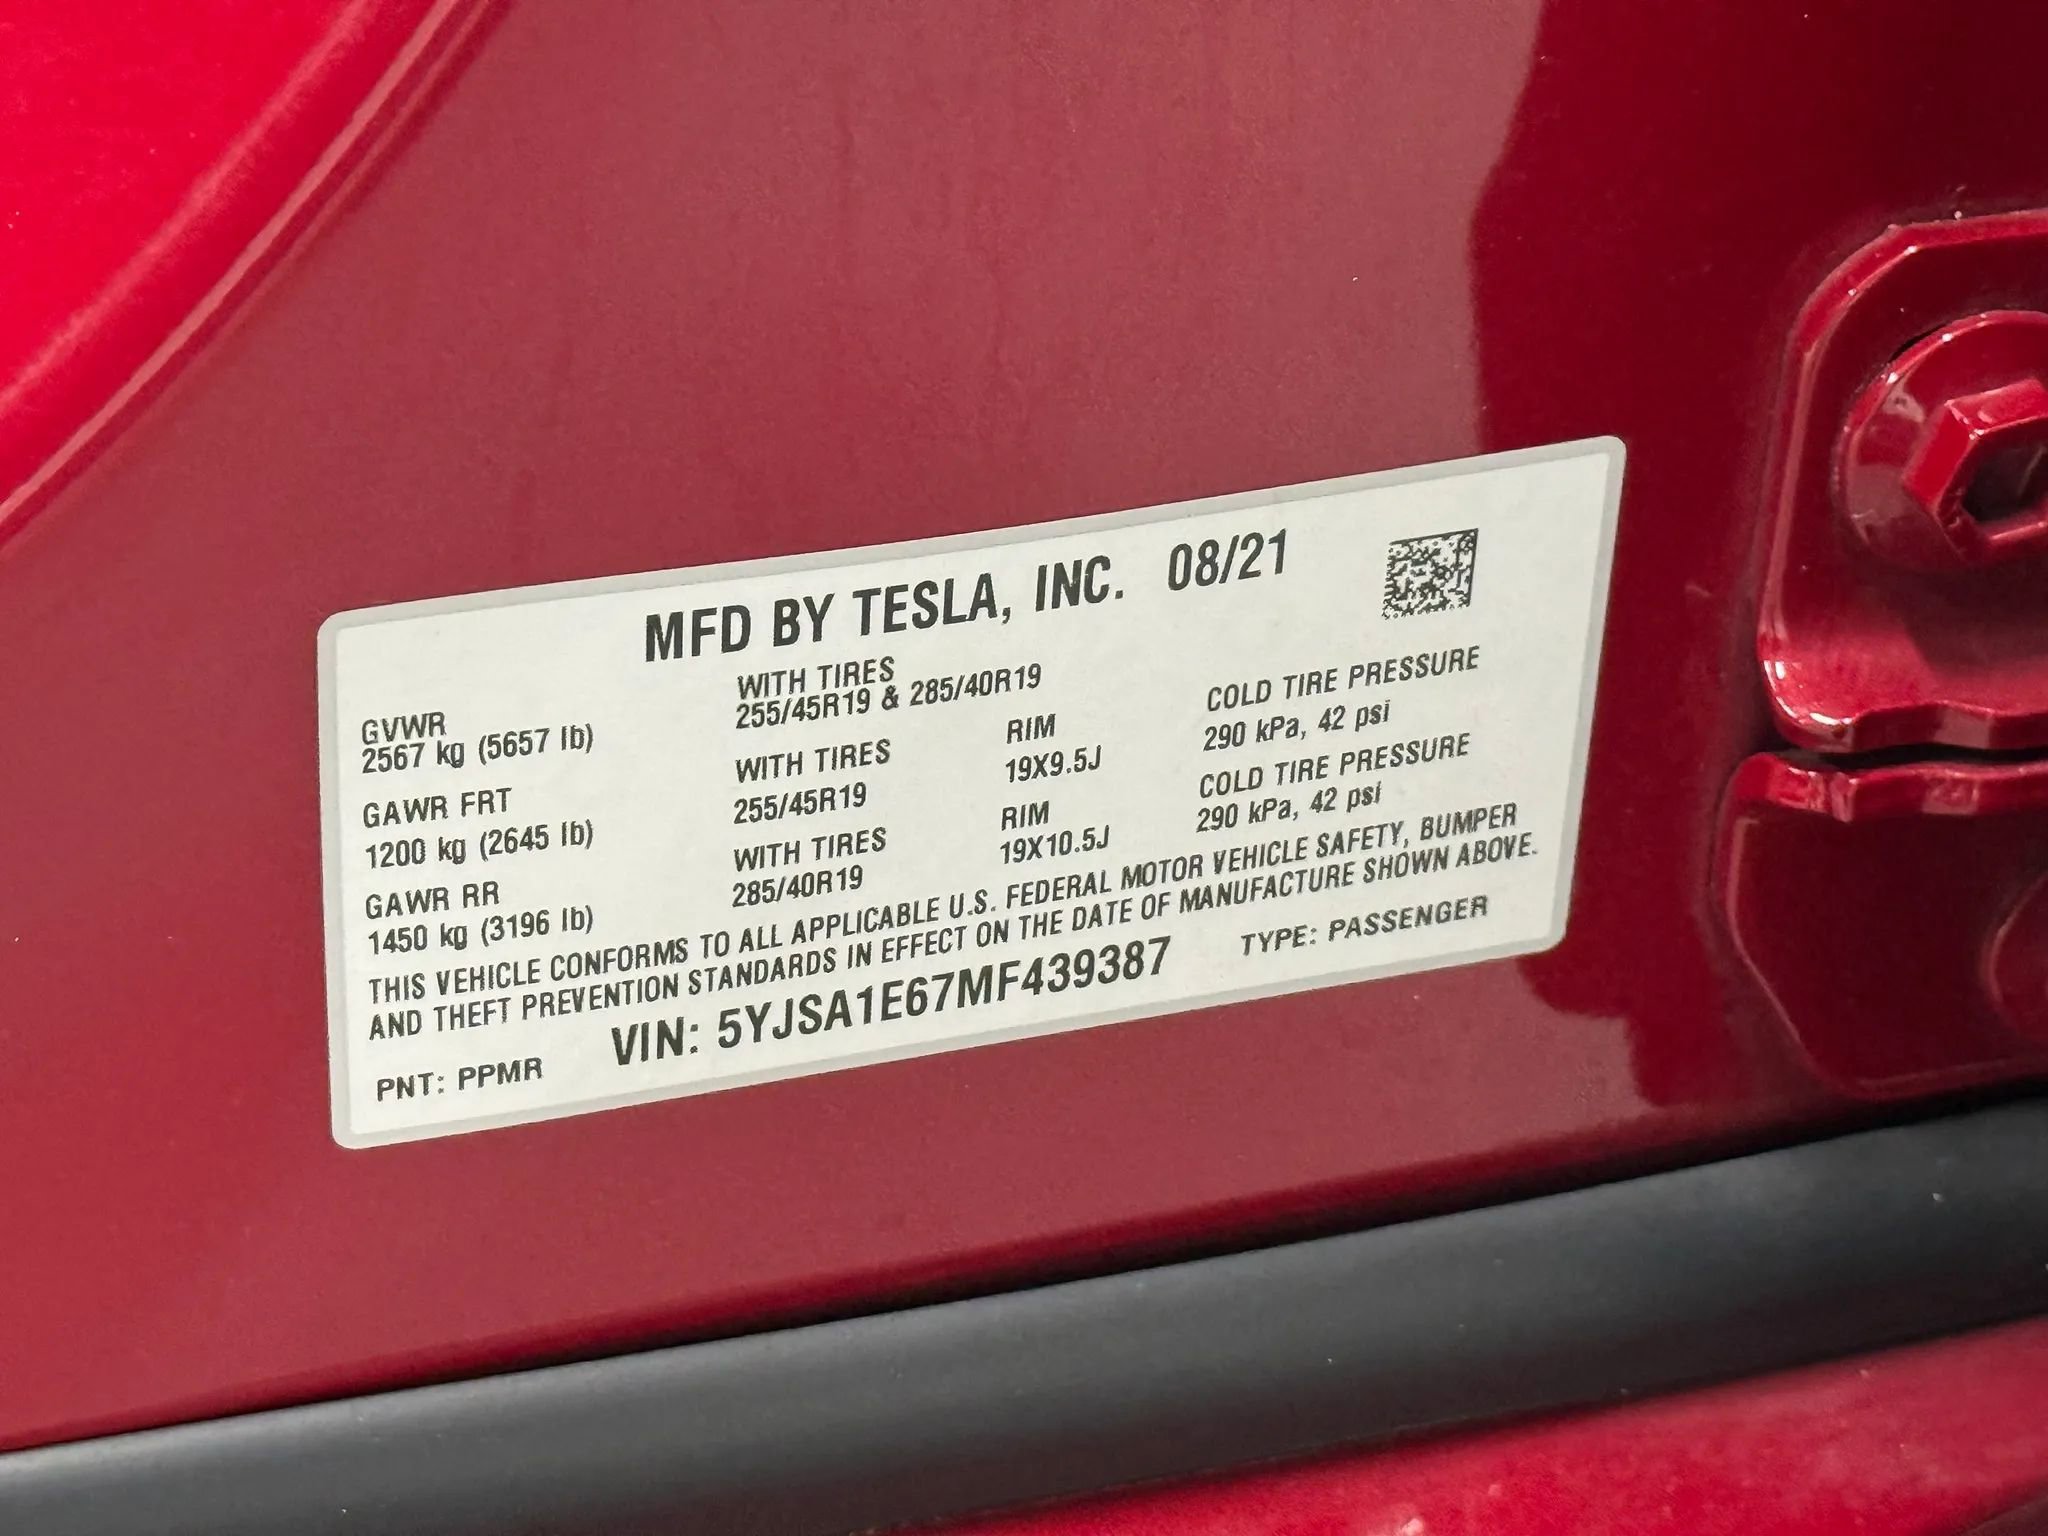 MFD BY TESLA, INC. 08/21
GVWR
2567 kg (5657 lb)
WITH TIRES
255/45R19 & 285/40R19
GAWR FRT
1200 kg (2645 lb)
WITH TIRES
255/45R19
RIM
19X9.5J
COLD TIRE PRESSURE
290 kPa, 42 psi
GAWR RR
1450 kg (3196 lb)
WITH TIRES
285/40R19
RIM
19X10.5J
COLD TIRE PRESSURE
290 kPa, 42 psi
THIS VEHICLE CONFORMS TO ALL APPLICABLE U.S. FEDERAL MOTOR VEHICLE SAFETY, BUMPER
AND THEFT PREVENTION STANDARDS IN EFFECT ON THE DATE OF MANUFACTURE SHOWN ABOVE.
PNT: PPMR VIN: 5YJSA1E67MF439387 TYPE: PASSENGER